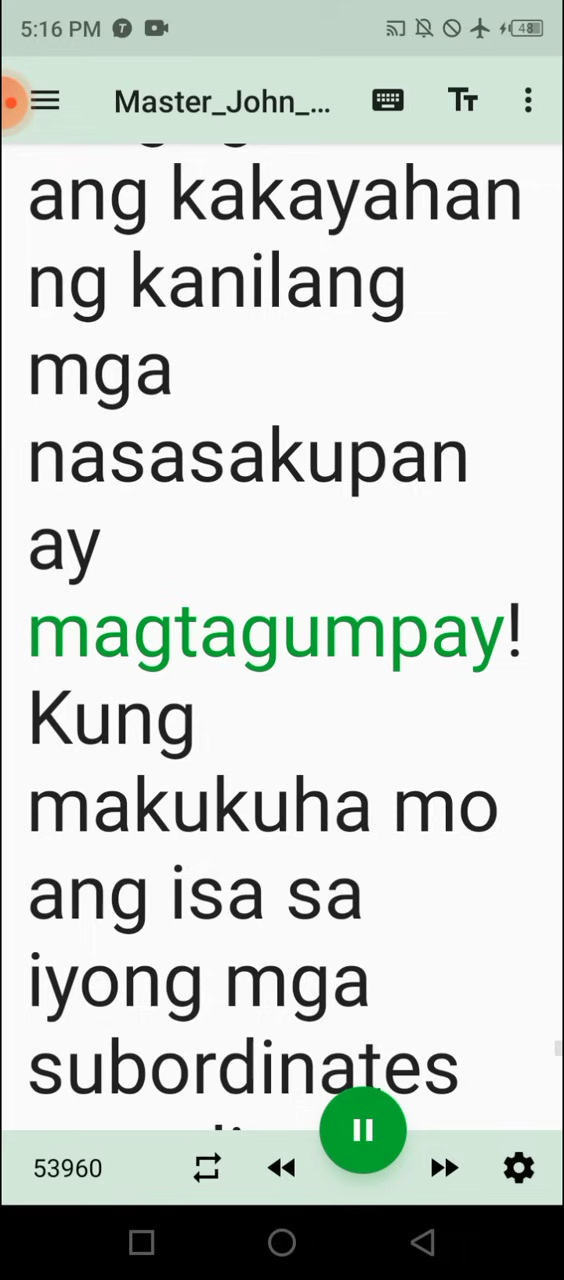 5:16 PM
48
Master_John_...
ang kakayahan
ng kanilang
mga
nasasakupan
ay
magtagumpay!
Kung
makukuha mo
ang isa sa
iyong mga
subordinates
53960